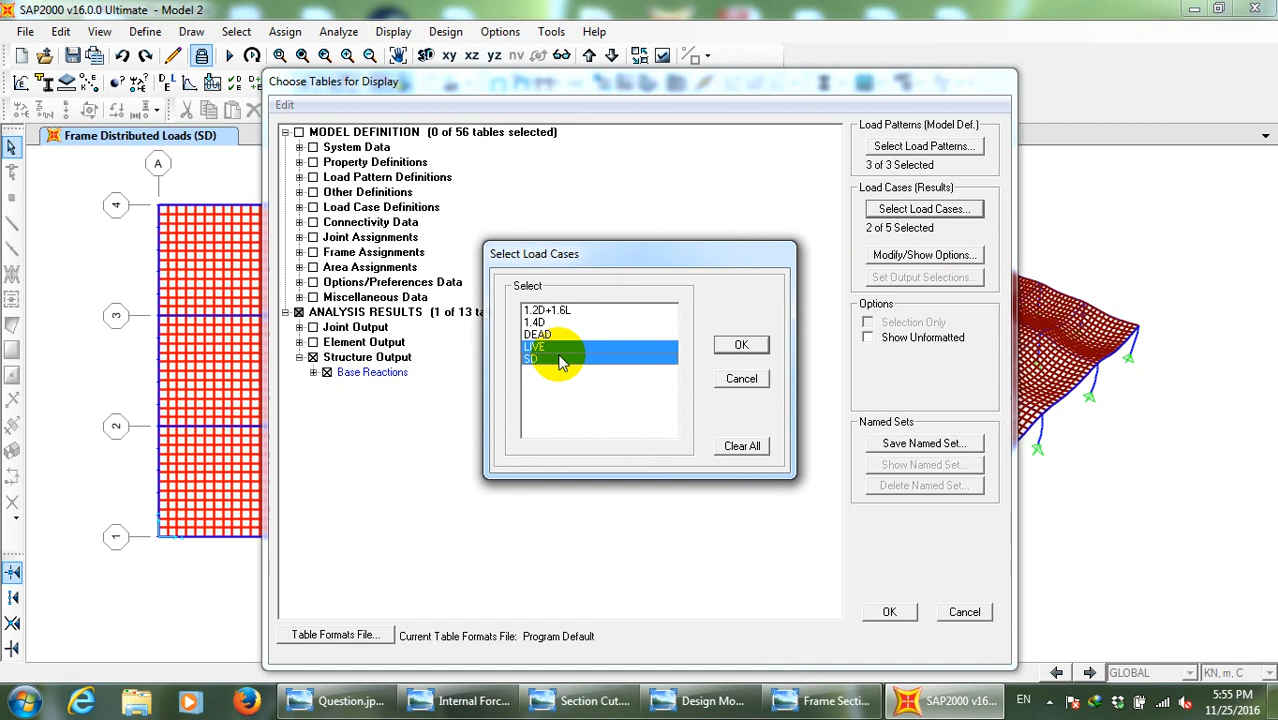 SAP2000 v16.0.0 Ultimate - Model 2
File Edit View Define Draw Select Assign Analyze Display Design Options Tools Help
xy xz yz nv
Choose Tables for Display
Edit
Frame Distributed Loads (SD)
A
4
3
2
1
MODEL DEFINITION (0 of 56 tables selected)
System Data
Property Definitions
Load Pattern Definitions
Other Definitions
Load Case Definitions
Connectivity Data
Joint Assignments
Frame Assignments
Area Assignments
Options/Preferences Data
Miscellaneous Data
ANALYSIS RESULTS (1 of 13 ta
Joint Output
Element Output
Structure Output
Base Reactions
Select Load Cases
Select
1.2D+1.6L
1.4D
DEAD
LIVE
SD
OK
Cancel
Clear All
Load Patterns (Model Def.)
Select Load Patterns...
3 of 3 Selected
Load Cases (Results)
Select Load Cases...
2 of 5 Selected
Modify/Show Options...
Set Output Selections...
Options
Selection Only
Show Unformatted
Named Sets
Save Named Set...
Show Named Set...
Delete Named Set...
OK Cancel
Table Formats File... Current Table Formats File: Program Default
GLOBAL KN, m, C
Question.jp... Internal Forc... Section Cut... Design Mo... Frame Secti... SAP2000 v16... EN
5:55 PM
11/25/2016